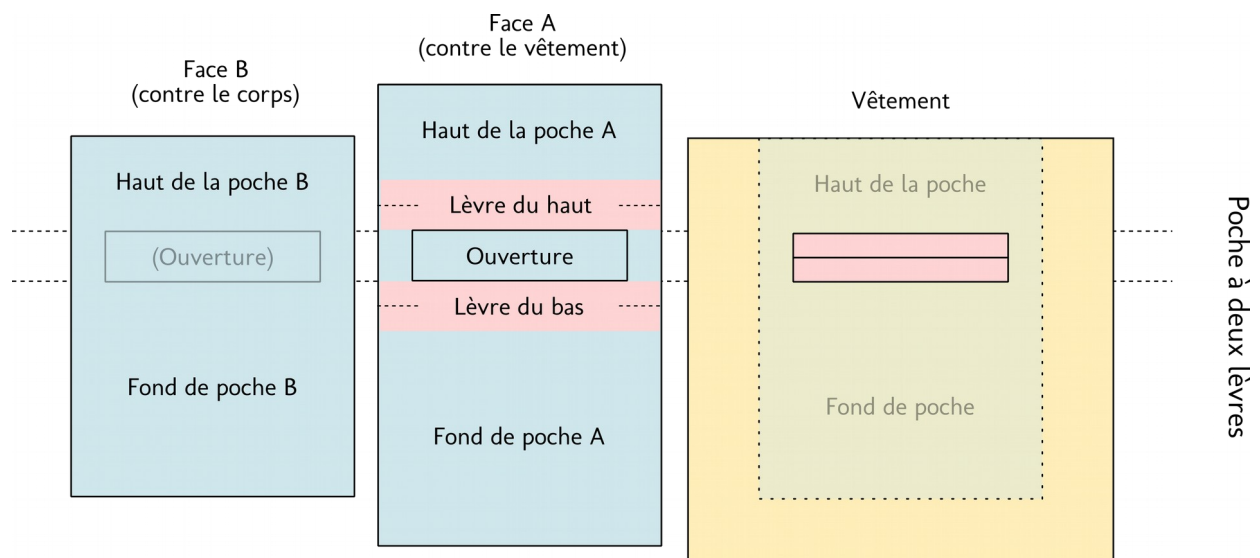 Face B
(contre le corps)
Haut de la poche B
(Ouverture)
Fond de poche B
Face A
(contre le vêtement)
Haut de la poche A
Lèvre du haut
Ouverture
Lèvre du bas
Fond de poche A
Vêtement
Haut de la poche
Fond de poche
Poche à deux lèvres